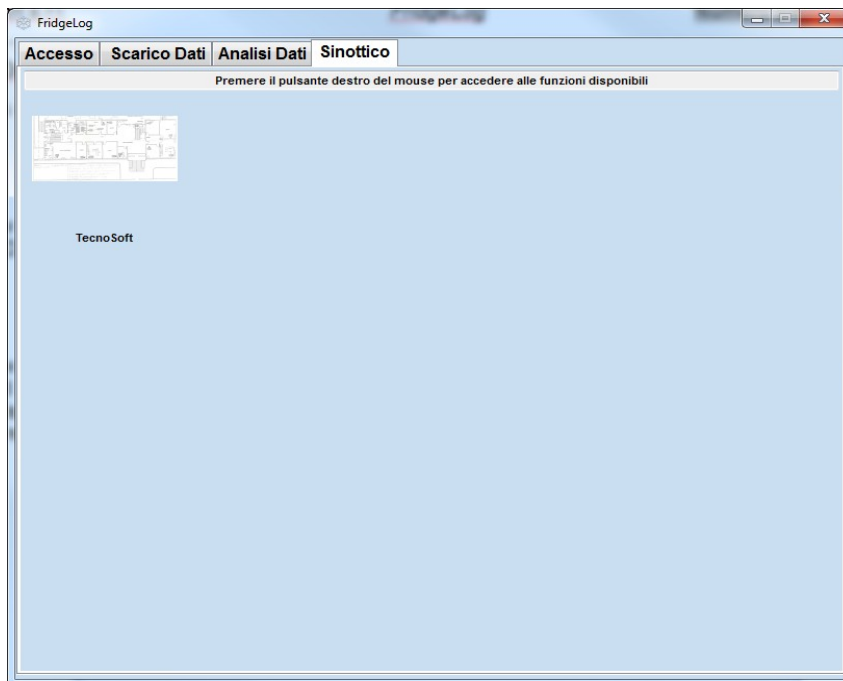 FridgeLog
Accesso Scarico Dati Analisi Dati Sinottico
Premere il pulsante destro del mouse per accedere alle funzioni disponibili
TecnoSoft